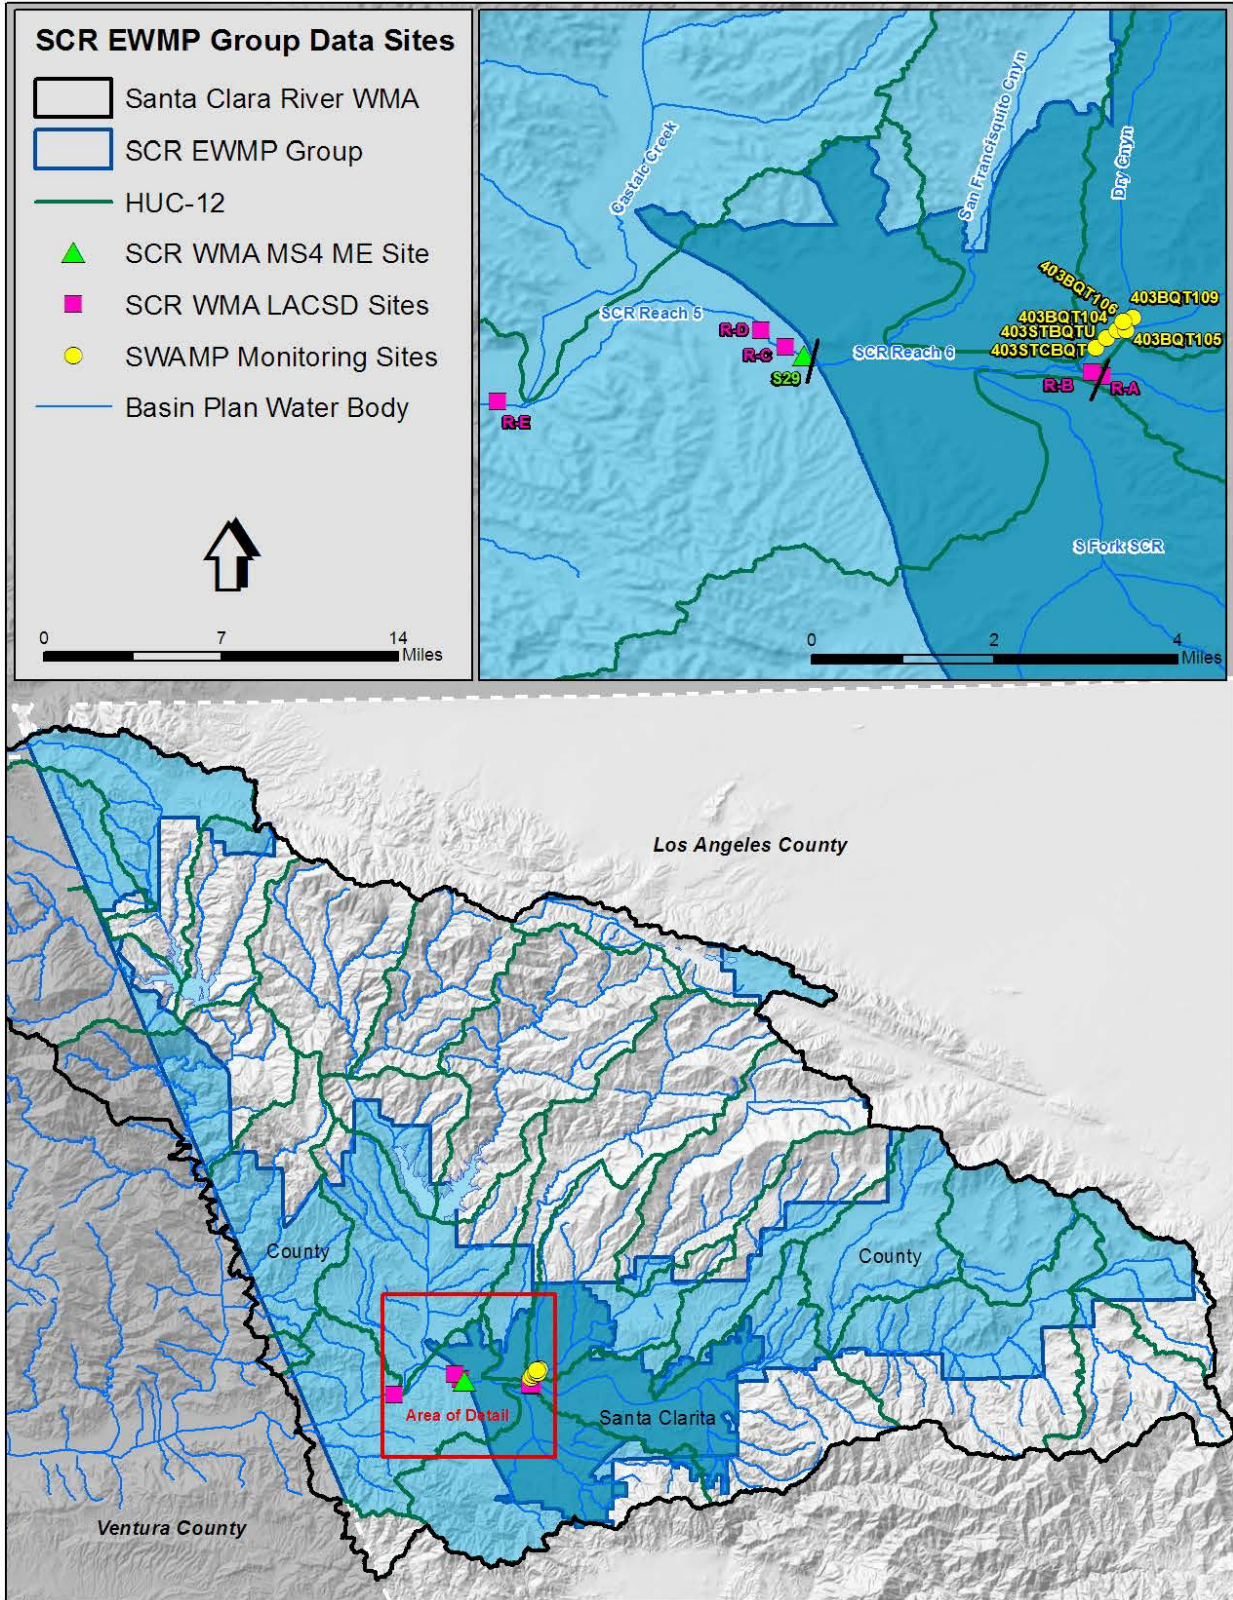 SCR EWMP Group Data Sites
Santa Clara River WMA
SCR EWMP Group
HUC-12
SCR WMA MS4 ME Site
SCR WMA LACSD Sites
SWAMP Monitoring Sites
Basin Plan Water Body
0 7 14
Miles
Castaic Creek
San Francisquito Cnyn
Dry Cnyn
SCR Reach 5
R-D
R-C
S29
R-E
SCR Reach 6
403BQT106
403BQT109
403BQT104
403STBQTU
403BQT105
403STCBQT
R-B
R-A
S Fork SCR
0 2 4
Miles
Los Angeles County
County
County
Area of Detail
Santa Clarita
Ventura County